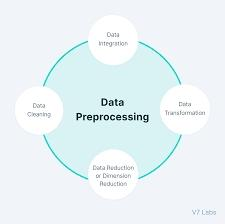 Data
Integration
Data
Cleaning
Data
Preprocessing
Data
Transformation
Data Reduction
or Dimension
Reduction
V7 Labs